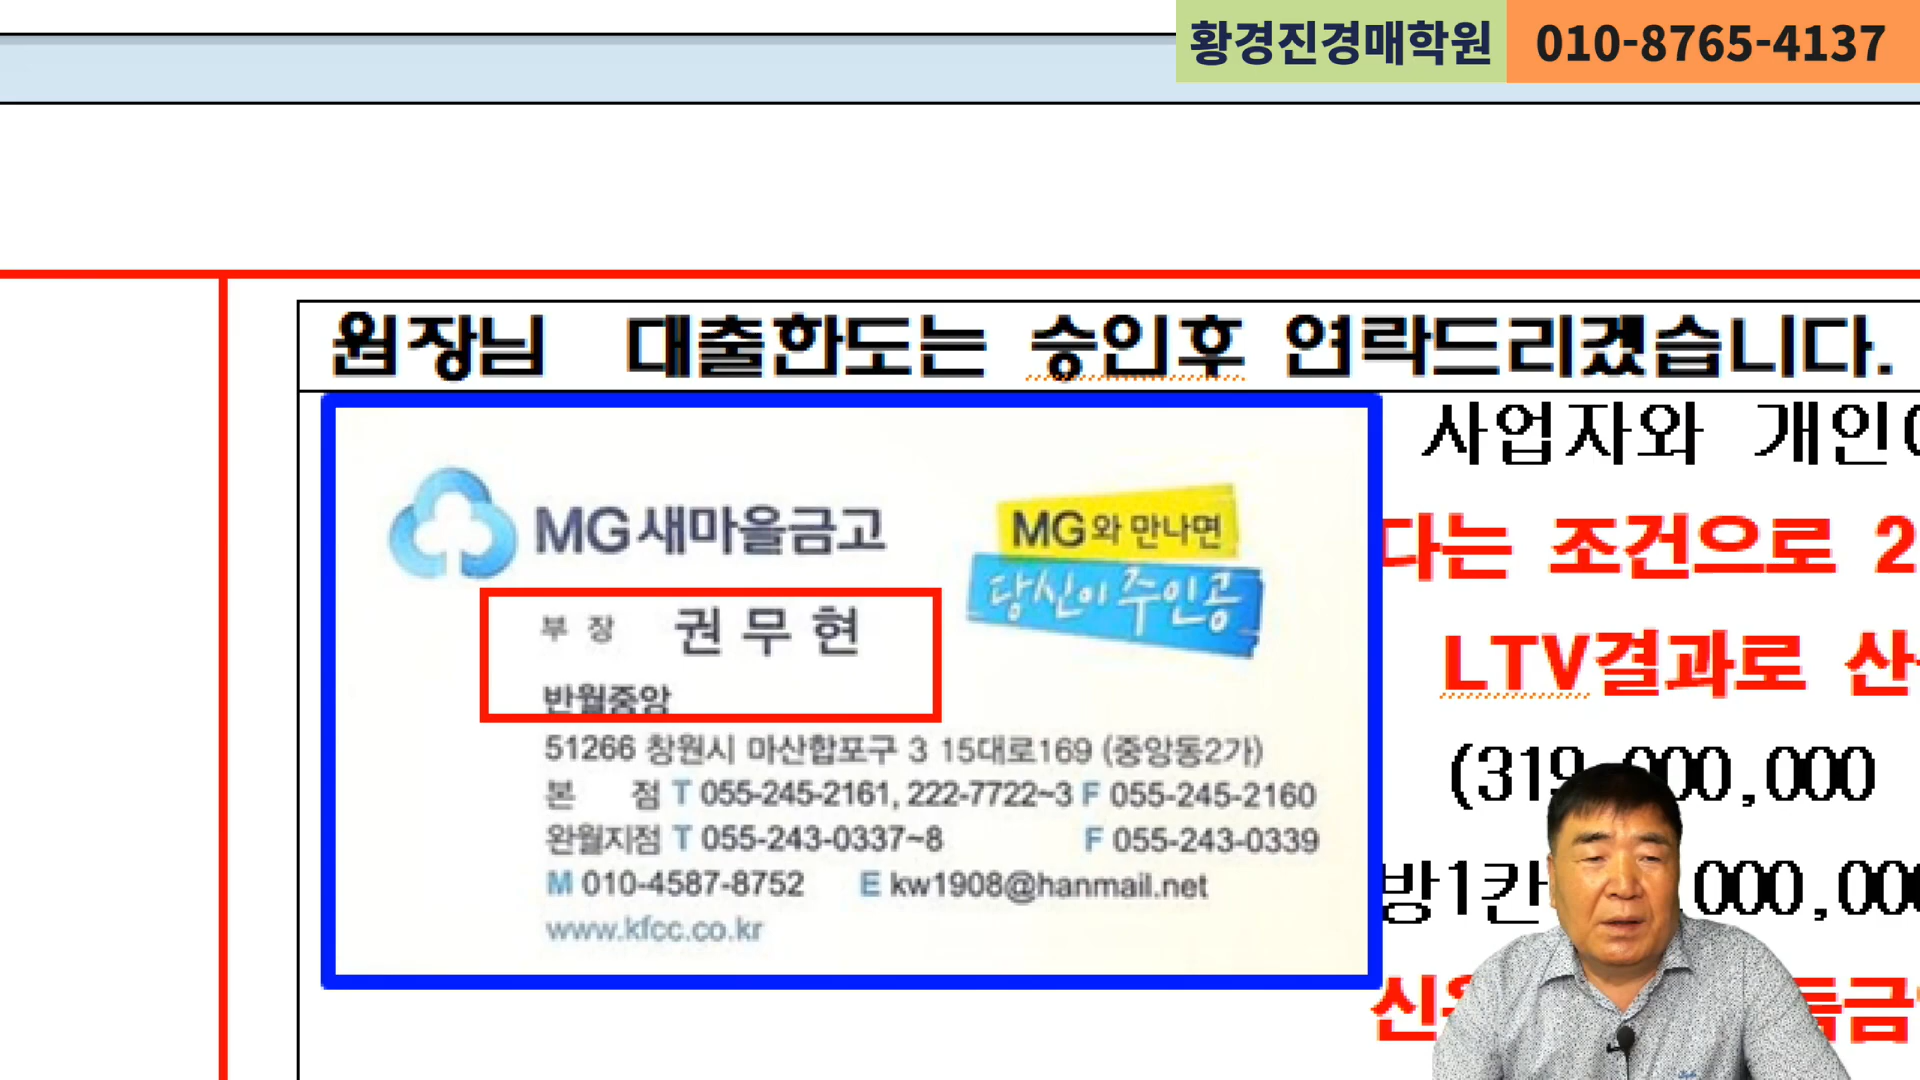 황경진경매학원 010-8765-4137
원장님 대출한도는 승인후 연락드리겠습니다.
사업자와 개인
MG새마을금고
MG와 만나면
당신이 주인공
다는 조건으로 2
부 장 권 무 현
LTV결과로 산
반월중앙
51266 창원시 마산합포구 3 15대로169 (중앙동2가)
본 점 T 055-245-2161, 222-7722~3 F 055-245-2160
완월지점 T 055-243-0337~8 F 055-243-0339
방1칸
M 010-4587-8752 E kw1908@hanmail.net
www.kfcc.co.kr